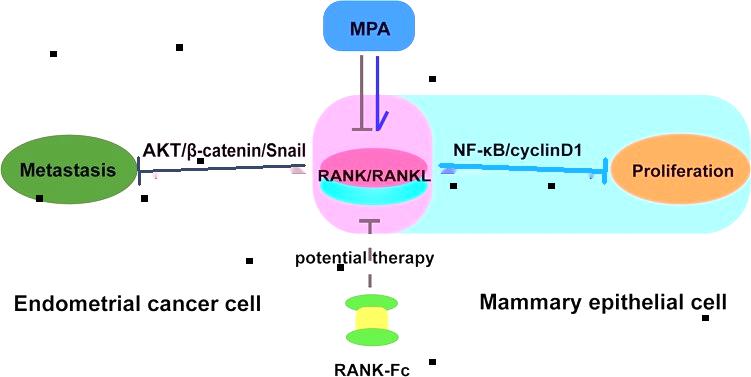 MPA
AKT/β-catenin/Snail
NF-κB/cyclinD1
Metastasis
RANK/RANKL
Proliferation
potential therapy
Endometrial cancer cell
Mammary epithelial cell
RANK-Fc